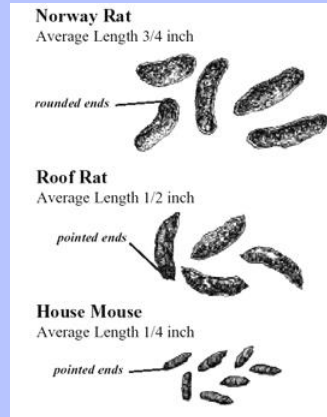 Norway Rat
Average Length 3/4 inch
rounded ends
Roof Rat
Average Length 1/2 inch
pointed ends
House Mouse
Average Length 1/4 inch
pointed ends